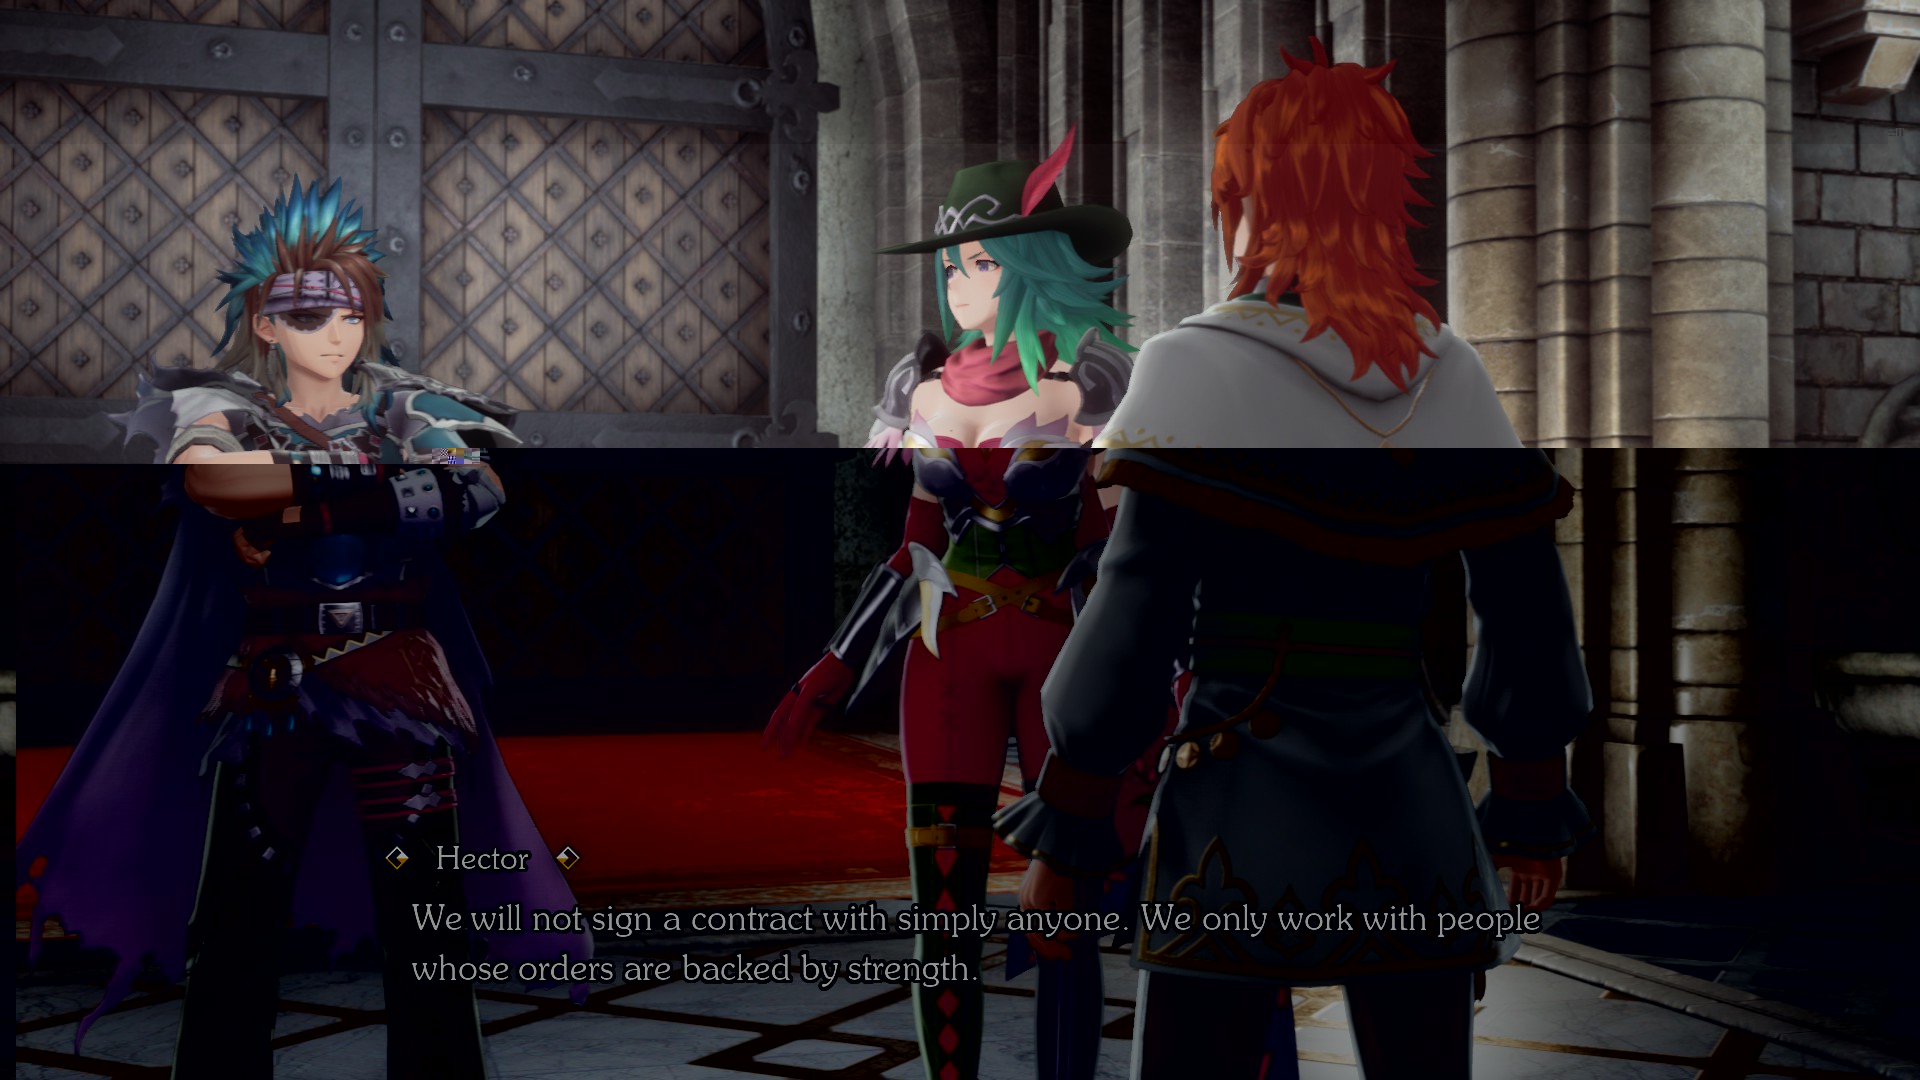 Hector
We will not sign a contract with simply anyone. We only work with people
whose orders are backed by strength.